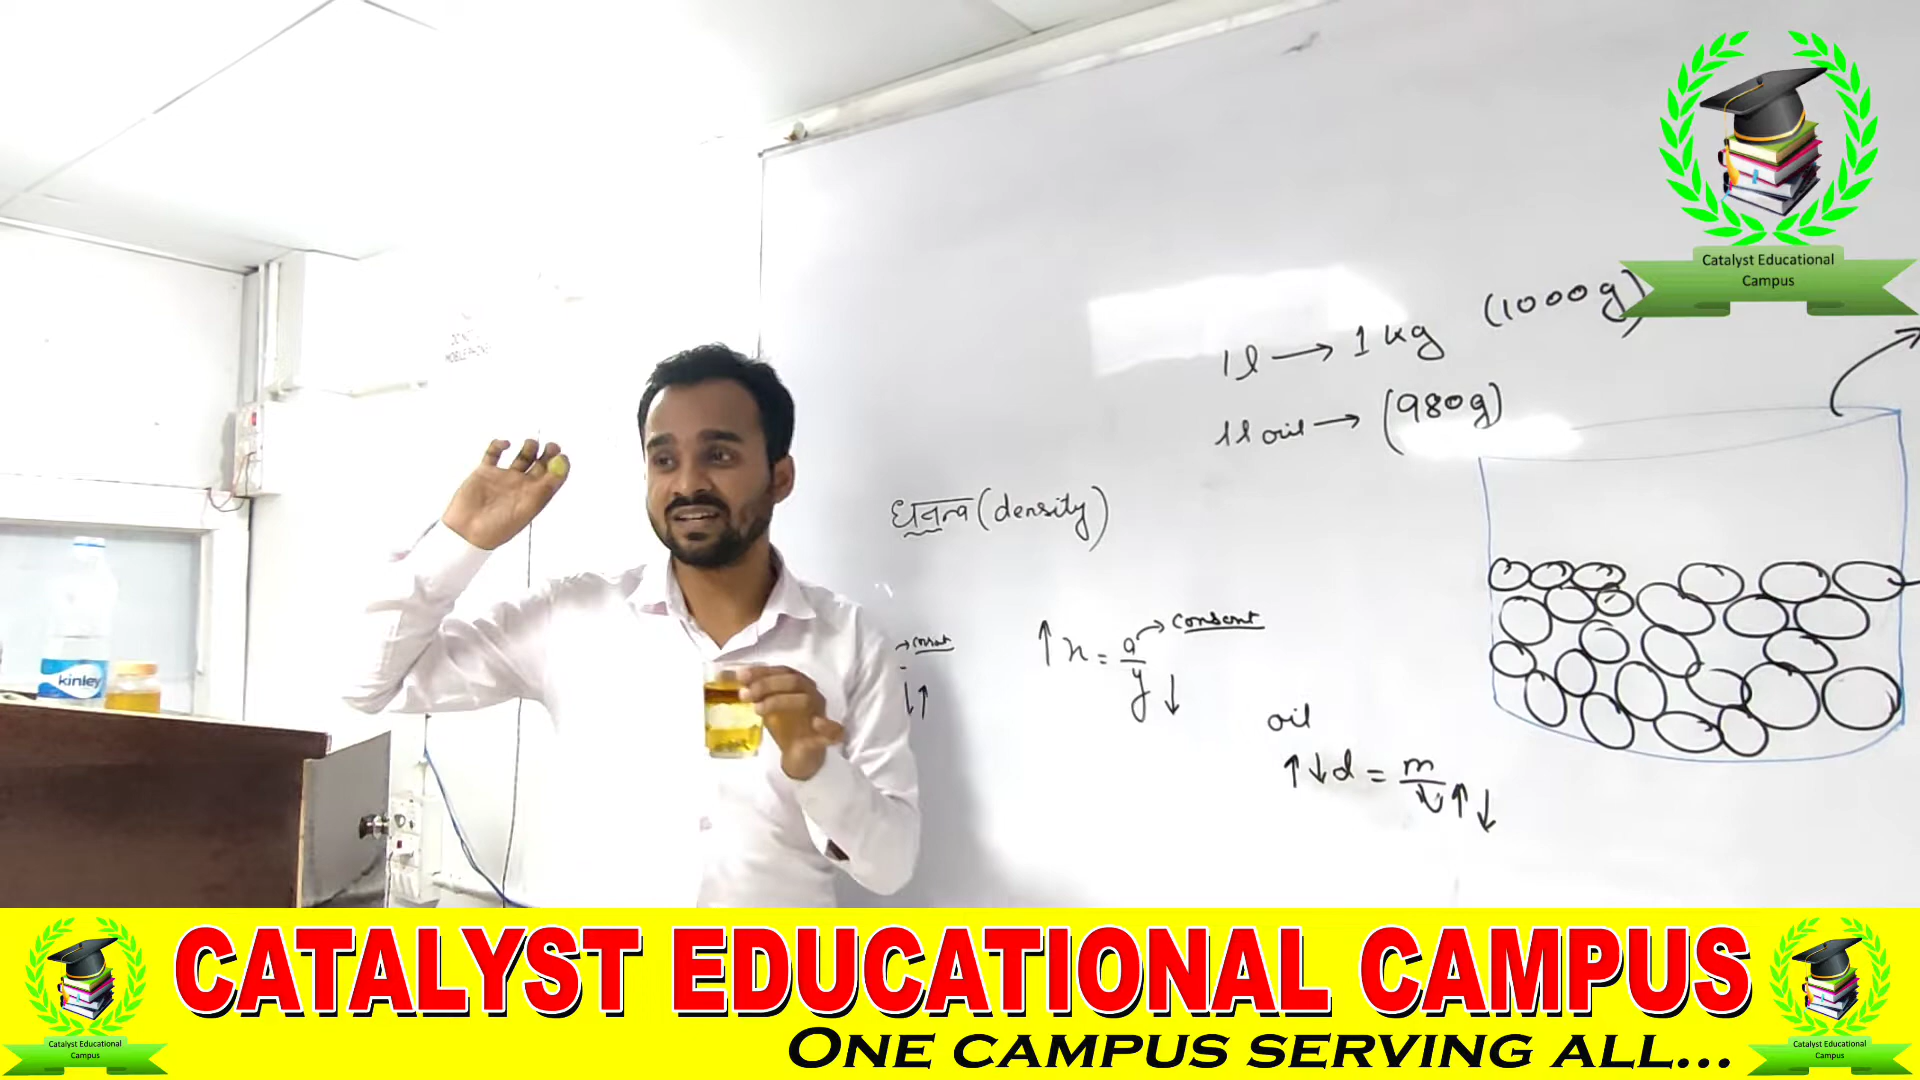 Catalyst Educational
Campus
1l → 1 kg (1000g)
1l oil → (980g)
घनत्व (density)
↑ x = a/y ↓ → consant
oil
↑↓ d = m/v ↑↓
kinley
CATALYST EDUCATIONAL CAMPUS
ONE CAMPUS SERVING ALL...
Catalyst Educational
Campus
Catalyst Educational
Campus